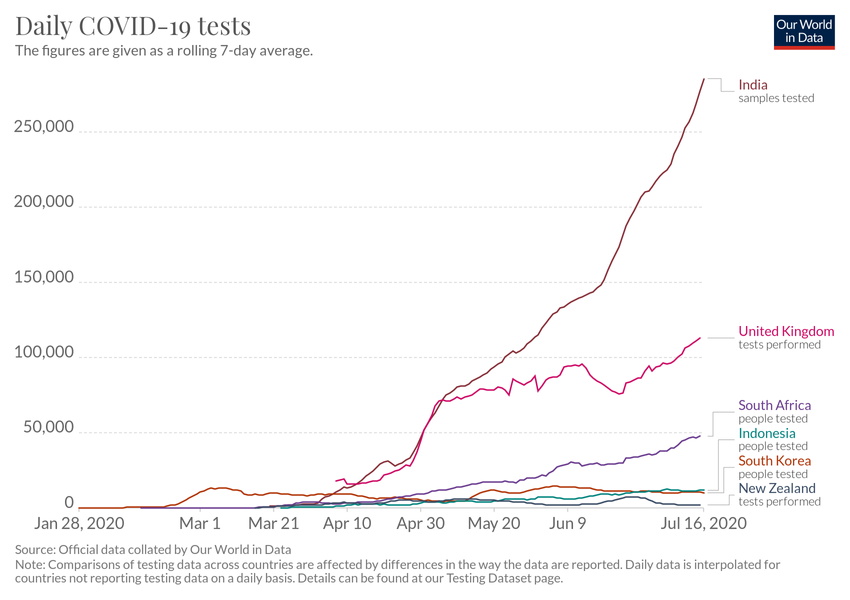 Daily COVID-19 tests
The figures are given as a rolling 7-day average.
Our World
in Data
India
samples tested
250,000
200,000
150,000
100,000
50,000
0
United Kingdom
tests performed
South Africa
people tested
Indonesia
people tested
South Korea
people tested
New Zealand
tests performed
Jan 28, 2020 Mar 1 Mar 21 Apr 10 Apr 30 May 20 Jun 9 Jul 16, 2020
Source: Official data collated by Our World in Data
Note: Comparisons of testing data across countries are affected by differences in the way the data are reported. Daily data is interpolated for
countries not reporting testing data on a daily basis. Details can be found at our Testing Dataset page.